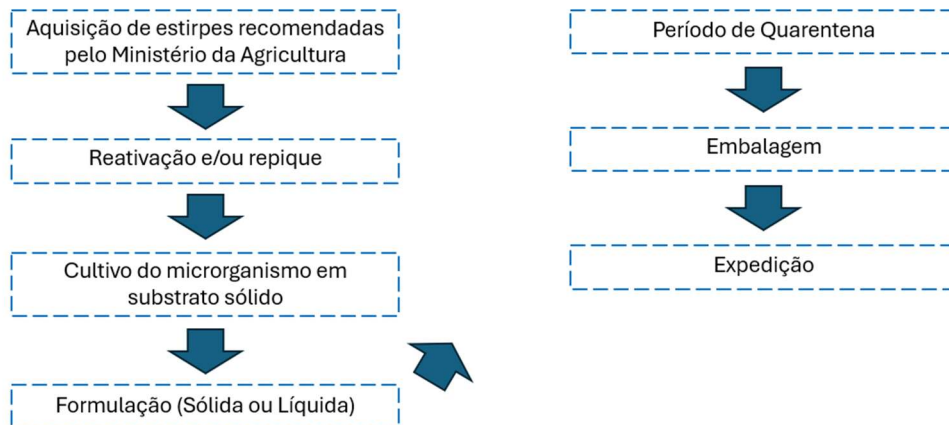 Aquisição de estirpes recomendadas
pelo Ministério da Agricultura
Reativação e/ou repique
Cultivo do microrganismo em
substrato sólido
Formulação (Sólida ou Líquida)
Período de Quarentena
Embalagem
Expedição